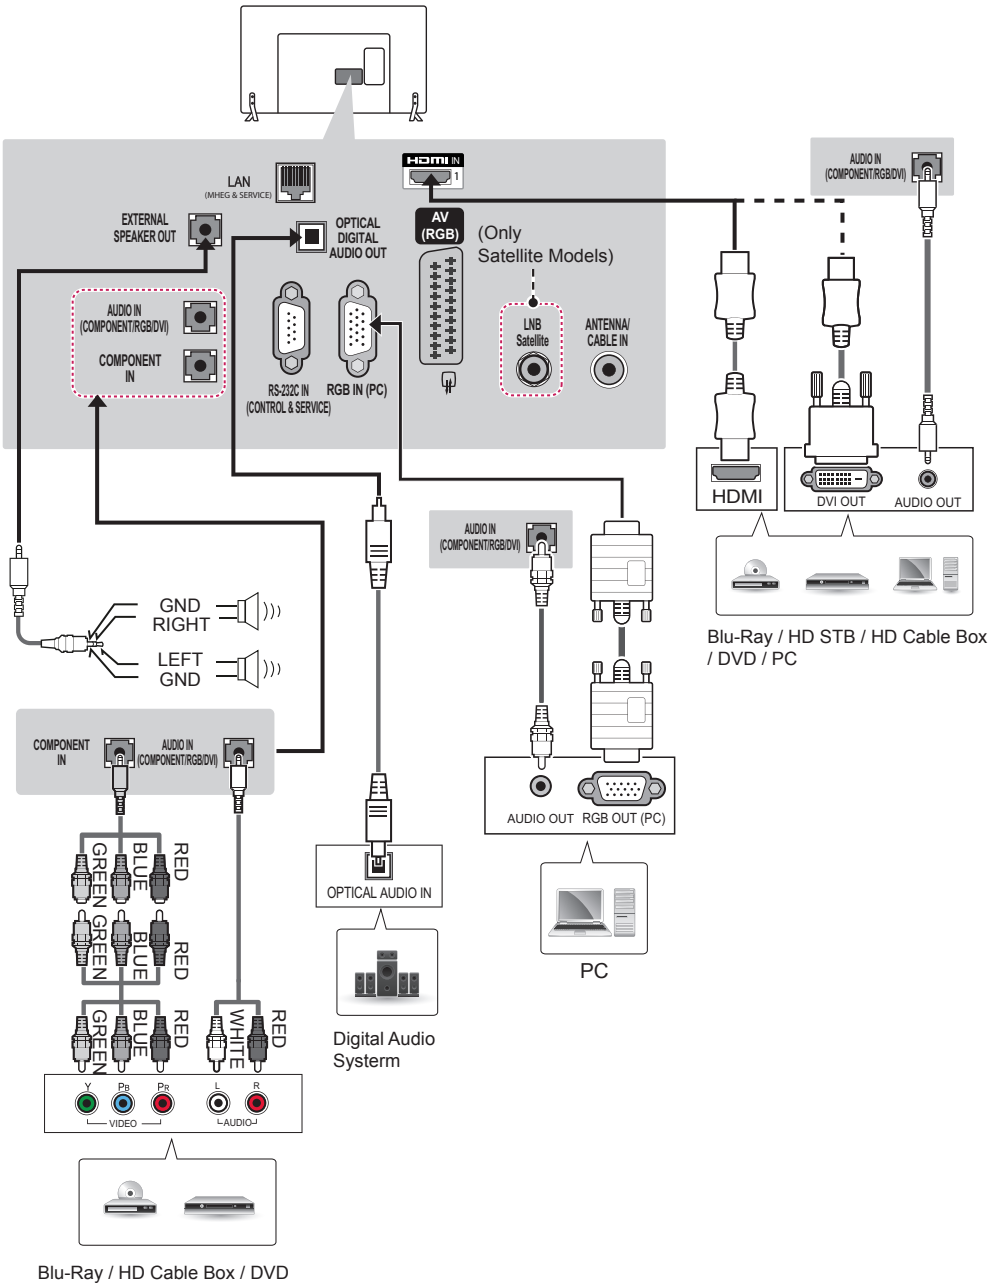 HDMI IN
1
LAN
(MHEG & SERVICE)
EXTERNAL
SPEAKER OUT
OPTICAL
DIGITAL
AUDIO OUT
AV
(RGB)
(Only
Satellite Models)
AUDIO IN
(COMPONENT/RGB/DVI)
COMPONENT
IN
RS-232C IN
(CONTROL & SERVICE)
RGB IN (PC)
LNB
Satellite
ANTENNA/
CABLE IN
AUDIO IN
(COMPONENT/RGB/DVI)
HDMI
DVI OUT
AUDIO OUT
Blu-Ray / HD STB / HD Cable Box
/ DVD / PC
AUDIO IN
(COMPONENT/RGB/DVI)
GND
RIGHT
LEFT
GND
COMPONENT
IN
AUDIO IN
(COMPONENT/RGB/DVI)
AUDIO OUT
RGB OUT (PC)
PC
OPTICAL AUDIO IN
Digital Audio
Systerm
GREEN
BLUE
RED
GREEN
BLUE
RED
GREEN
BLUE
RED
WHITE
RED
Y
PB
PR
L
R
VIDEO
AUDIO
Blu-Ray / HD Cable Box / DVD